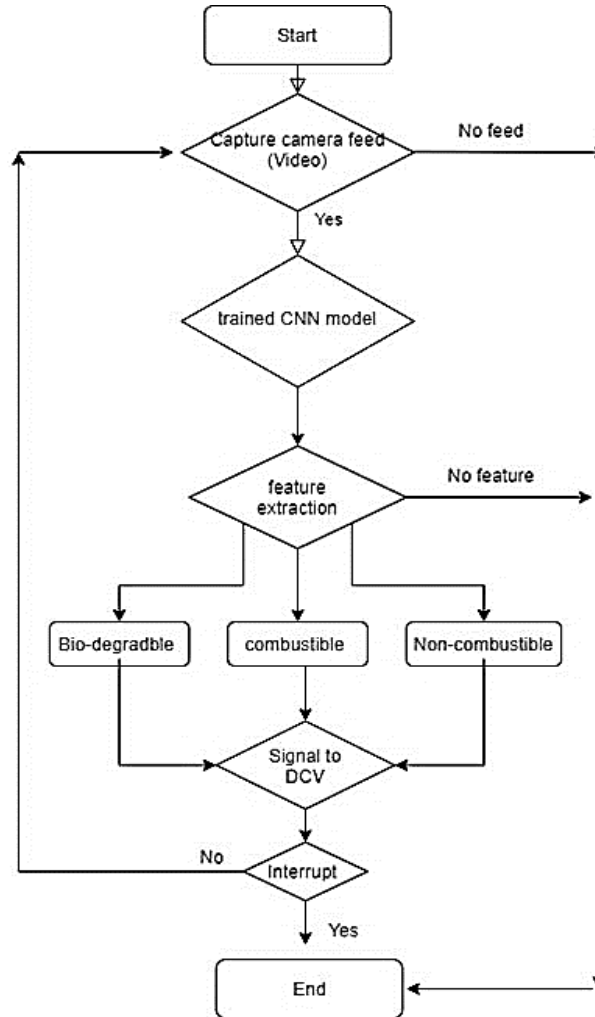 Start
Capture camera feed
(Video)
No feed
Yes
trained CNN model
feature
extraction
No feature
Bio-degradble
combustible
Non-combustible
Signal to
DCV
No
Interrupt
Yes
End